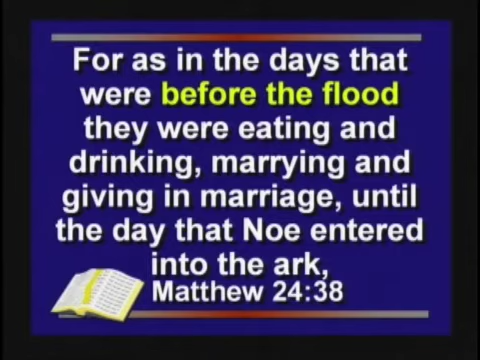 For as in the days that
were before the flood
they were eating and
drinking, marrying and
giving in marriage, until
the day that Noe entered
into the ark,
Matthew 24:38